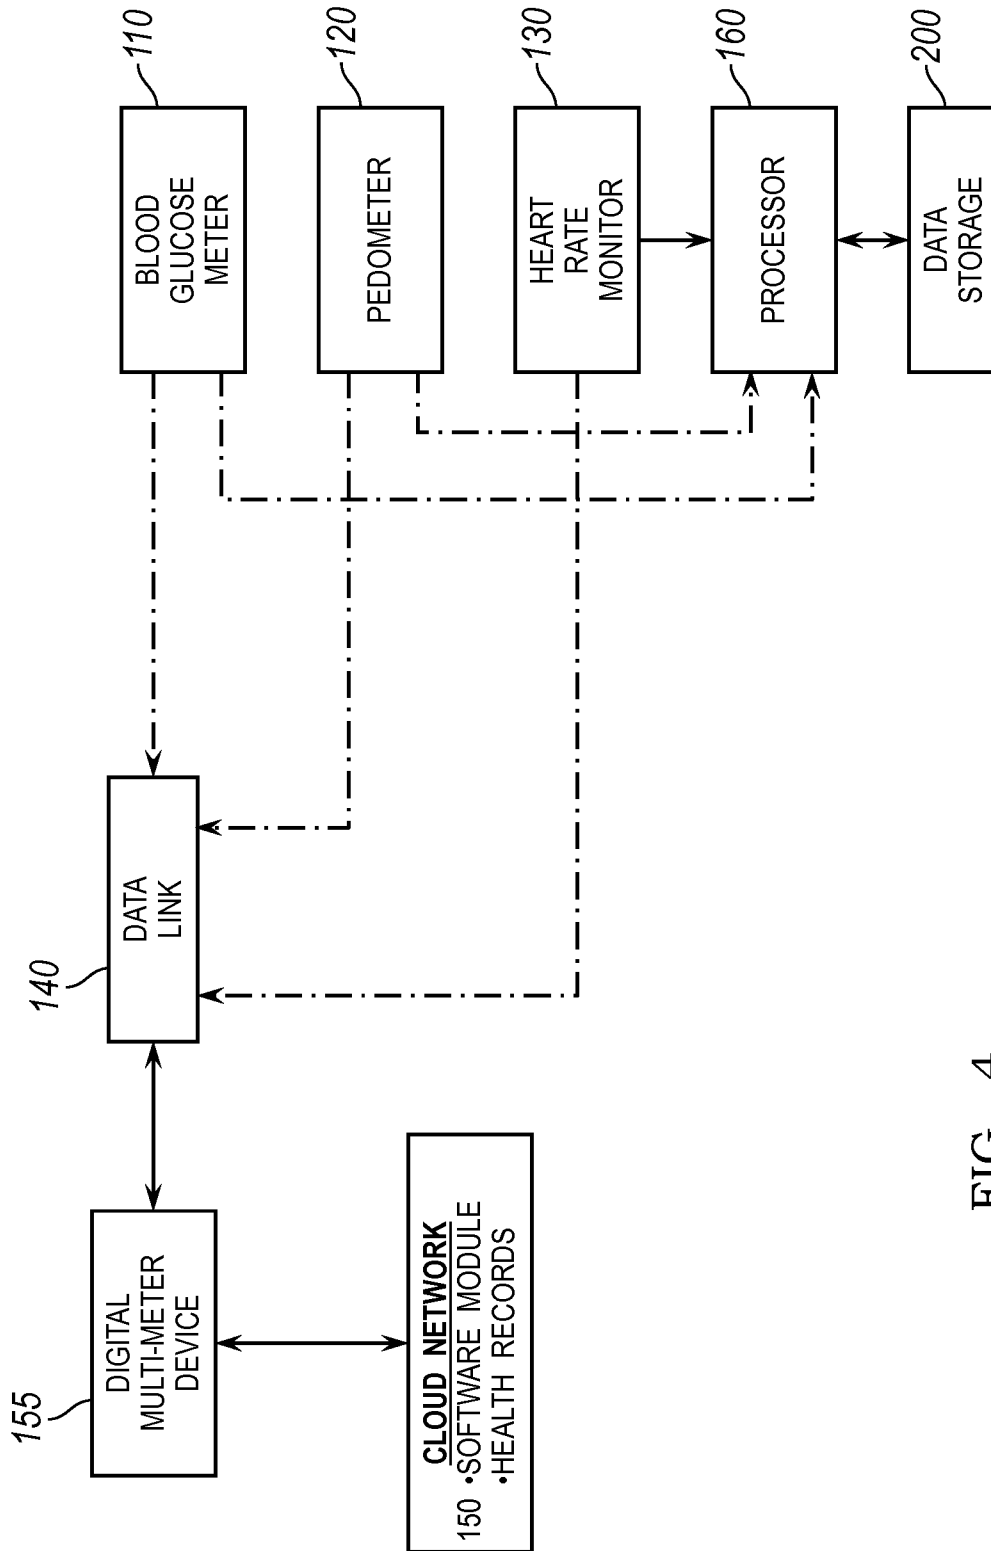 155
DIGITAL
MULTI-METER
DEVICE
140
DATA
LINK
110
BLOOD
GLUCOSE
METER
120
PEDOMETER
130
HEART
RATE
MONITOR
160
PROCESSOR
200
DATA
STORAGE
CLOUD NETWORK
150 •SOFTWARE MODULE
•HEALTH RECORDS
FIG. 4